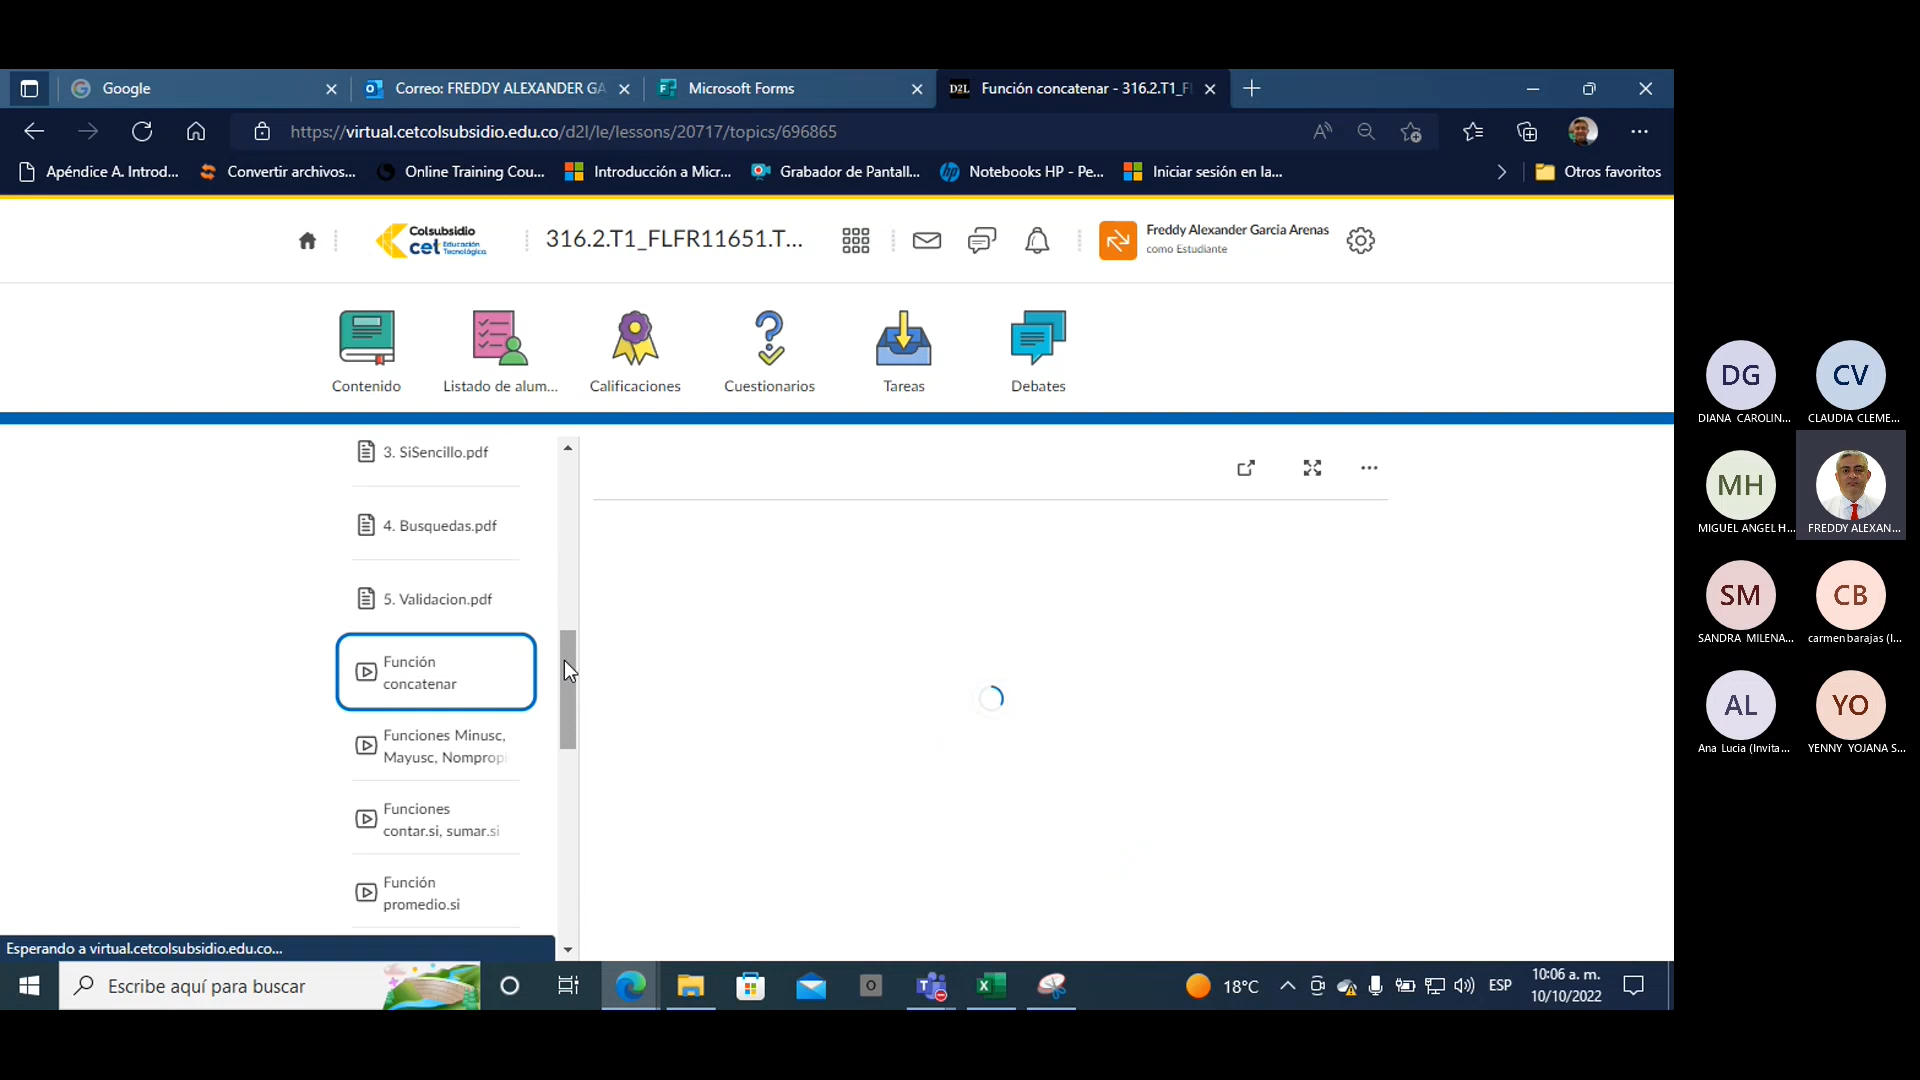 Google
Correo: FREDDY ALEXANDER GA
Microsoft Forms
D2L Función concatenar - 316.2.T1_F
https://virtual.cetcolsubsidio.edu.co/d2l/le/lessons/20717/topics/696865
Apéndice A. Introd...
Convertir archivos...
Online Training Cou...
Introducción a Micr...
Grabador de Pantall...
Notebooks HP - Pe...
Iniciar sesión en la...
Otros favoritos
Colsubsidio
cet Educación Tecnológica
316.2.T1_FLFR11651.T...
Freddy Alexander Garcia Arenas
como Estudiante
Contenido
Listado de alum...
Calificaciones
Cuestionarios
Tareas
Debates
3. SiSencillo.pdf
4. Busquedas.pdf
5. Validacion.pdf
Función
concatenar
Funciones Minusc,
Mayusc, Nompropi
Funciones
contar.si, sumar.si
Función
promedio.si
Esperando a virtual.cetcolsubsidio.edu.co...
Escribe aquí para buscar
18°C
ESP
10:06 a. m.
10/10/2022
DG
DIANA CAROLIN...
CV
CLAUDIA CLEME...
MH
MIGUEL ANGEL H...
FREDDY ALEXAN...
SM
SANDRA MILENA...
CB
carmen barajas (I...
AL
Ana Lucia (Invita...
YO
YENNY YOJANA S...